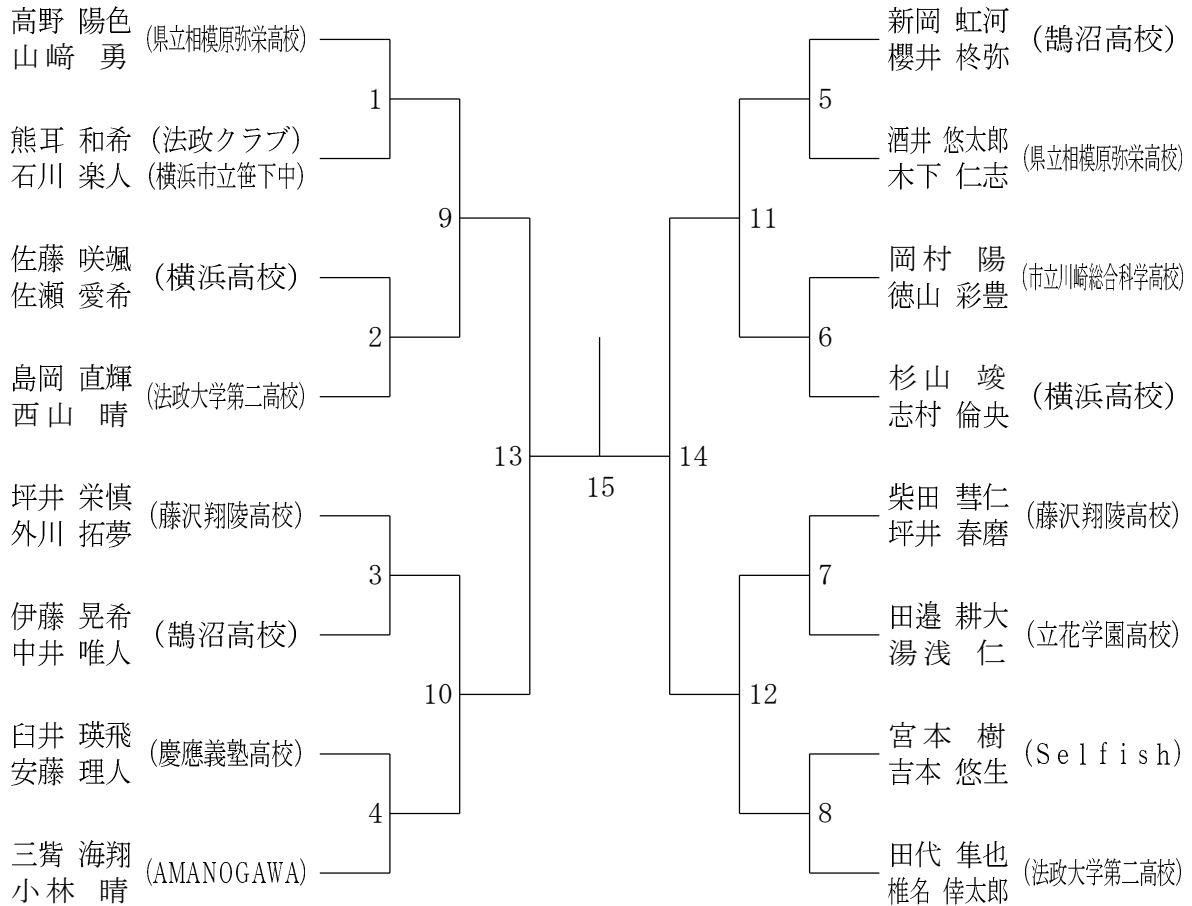 高野 陽色
山﨑 勇
(県立相模原弥栄高校)
1
熊耳 和希 (法政クラブ)
石川 楽人 (横浜市立笹下中)
9
佐藤 咲颯
佐瀬 愛希
(横浜高校)
2
島岡 直輝
西山 晴
(法政大学第二高校)
13
坪井 栄慎
外川 拓夢
(藤沢翔陵高校)
3
伊藤 晃希
中井 唯人
(鵠沼高校)
10
臼井 瑛飛
安藤 理人
(慶應義塾高校)
4
三觜 海翔
小林 晴
(AMANOGAWA)
15
新岡 虹河
櫻井 柊弥
(鵠沼高校)
5
酒井 悠太郎
木下 仁志
(県立相模原弥栄高校)
11
岡村 陽
徳山 彩豊
(市立川崎総合科学高校)
6
杉山 竣
志村 倫央
(横浜高校)
14
柴田 彗仁
坪井 春磨
(藤沢翔陵高校)
7
田邉 耕大
湯浅 仁
(立花学園高校)
12
宮本 樹
吉本 悠生
(Selfish)
8
田代 隼也
椎名 倖太郎
(法政大学第二高校)